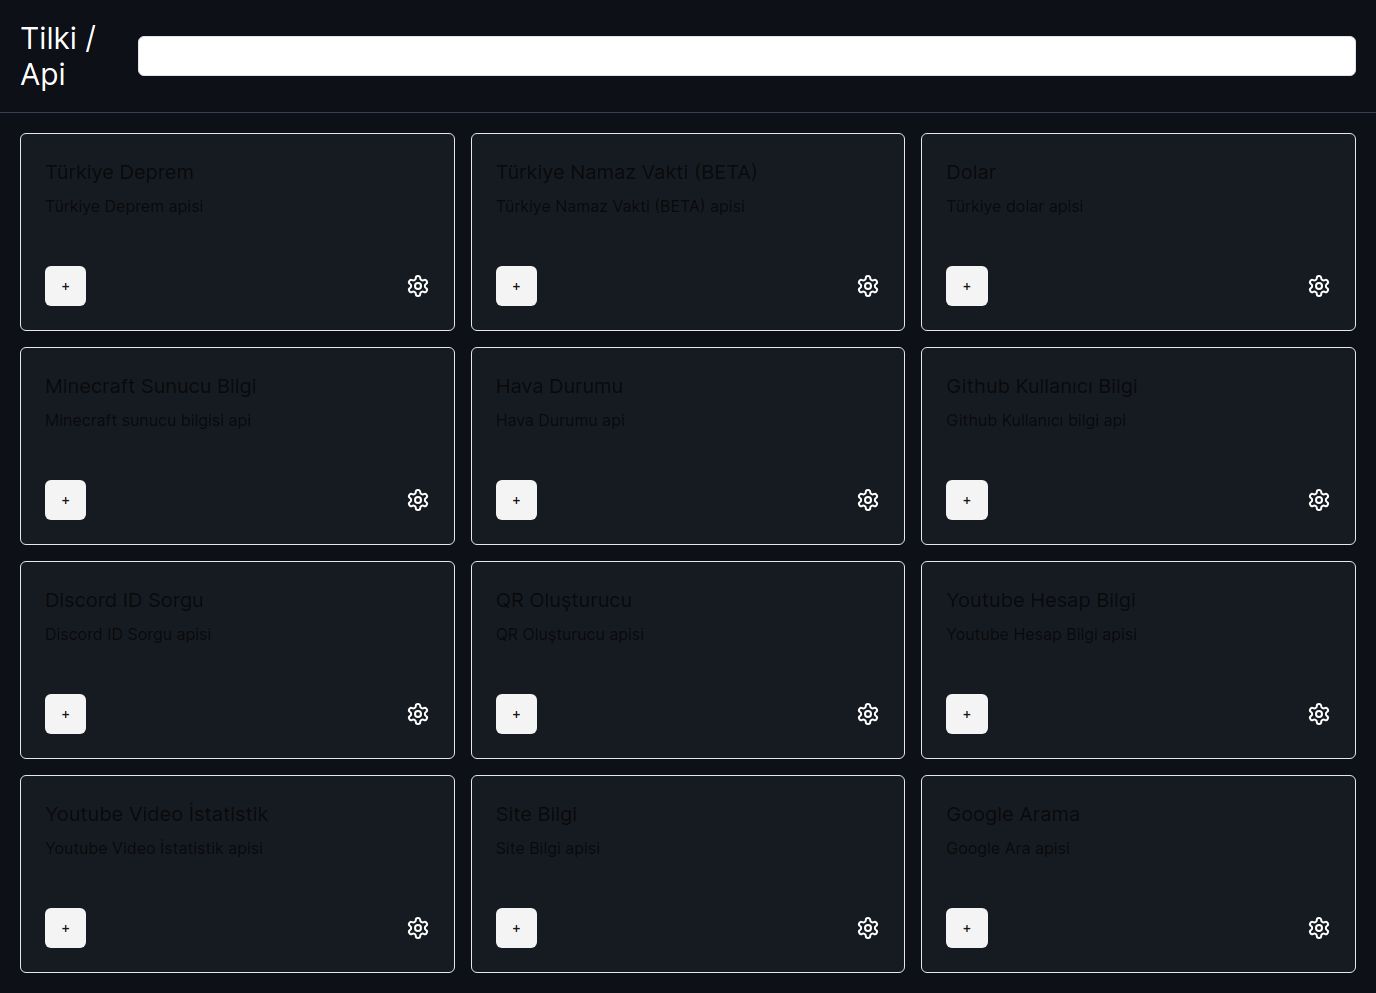 Tilki /
Api
Türkiye Deprem
Türkiye Deprem apisi
+
Türkiye Namaz Vakti (BETA)
Türkiye Namaz Vakti (BETA) apisi
+
Dolar
Türkiye dolar apisi
+
Minecraft Sunucu Bilgi
Minecraft sunucu bilgisi api
+
Hava Durumu
Hava Durumu api
+
Github Kullanıcı Bilgi
Github Kullanıcı bilgi api
+
Discord ID Sorgu
Discord ID Sorgu apisi
+
QR Oluşturucu
QR Oluşturucu apisi
+
Youtube Hesap Bilgi
Youtube Hesap Bilgi apisi
+
Youtube Video İstatistik
Youtube Video İstatistik apisi
+
Site Bilgi
Site Bilgi apisi
+
Google Arama
Google Ara apisi
+